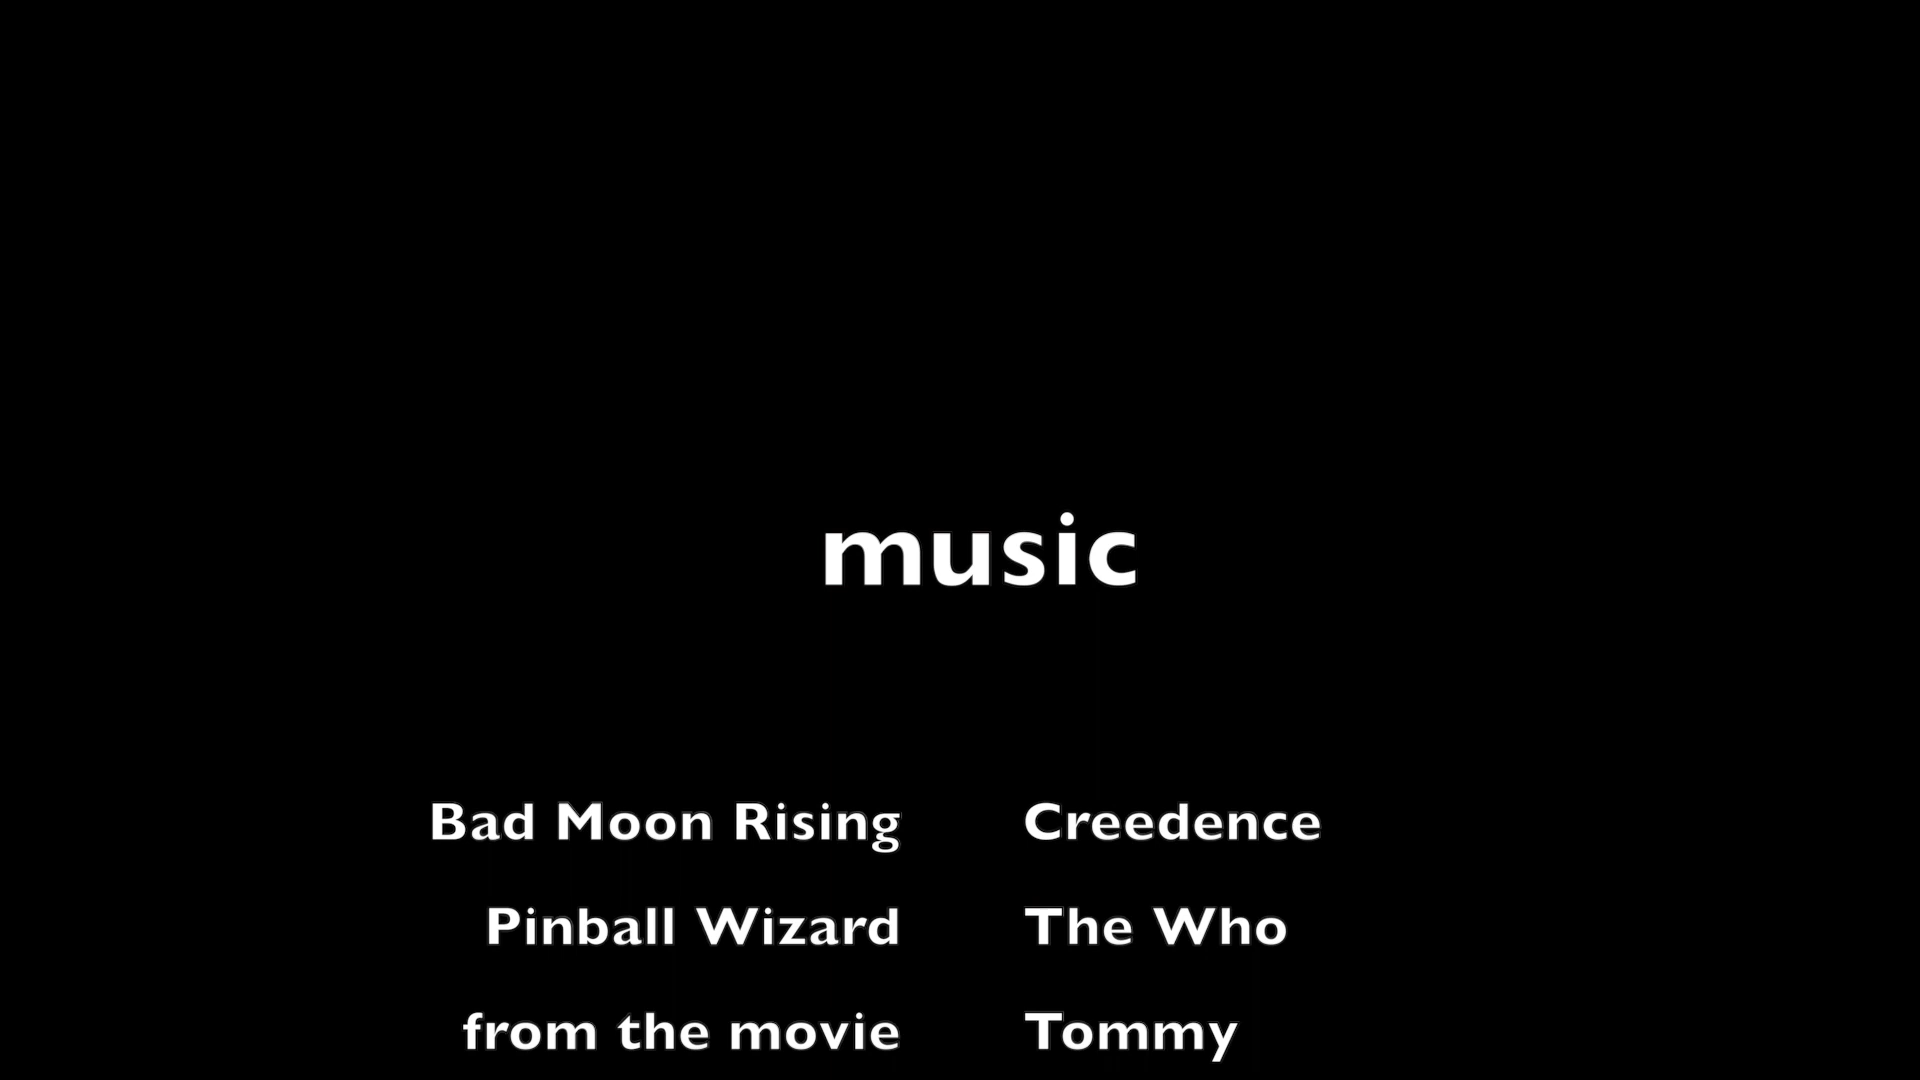 music
Bad Moon Rising Creedence
Pinball Wizard The Who
from the movie Tommy